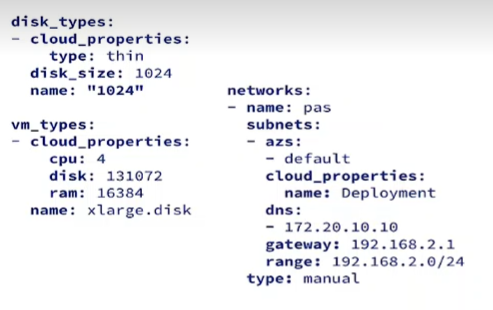 disk_types:
- cloud_properties:
    type: thin
  disk_size: 1024
  name: "1024"
vm_types:
- cloud_properties:
    cpu: 4
    disk: 131072
    ram: 16384
  name: xlarge.disk
networks:
- name: pas
  subnets:
  - azs:
    - default
    cloud_properties:
      name: Deployment
    dns:
    - 172.20.10.10
    gateway: 192.168.2.1
    range: 192.168.2.0/24
  type: manual